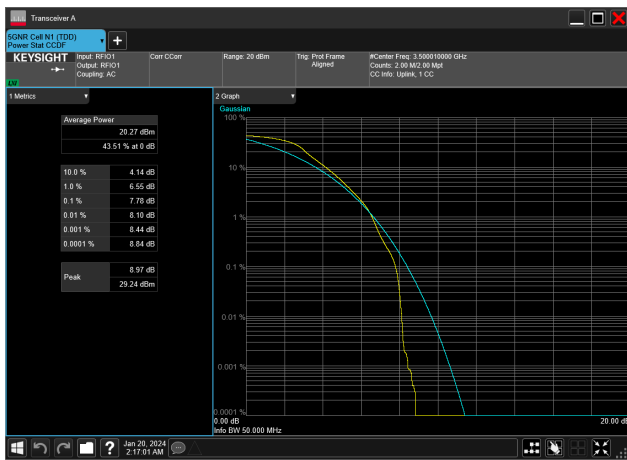 Transceiver A
5GNR Cell N1 (TDD)
Power Stat CCDF
KEYSIGHT
LXI
Input: RFIO1
Output: RFIO1
Coupling: AC
Corr CCorr
Range: 20 dBm
Trig: Prot Frame
Aligned
#Center Freq: 3.500010000 GHz
Counts: 2.00 M/2.00 Mpt
CC Info: Uplink, 1 CC
1 Metrics
Average Power
20.27 dBm
43.51 % at 0 dB
10.0 % 4.14 dB
1.0 % 6.55 dB
0.1 % 7.78 dB
0.01 % 8.10 dB
0.001 % 8.44 dB
0.0001 % 8.84 dB
Peak
8.97 dB
29.24 dBm
2 Graph
Gaussian
100 %
10 %
1 %
0.1 %
0.01 %
0.001 %
0.0001 %
0.00 dB
20.00 dB
Info BW 50.000 MHz
Jan 20, 2024
2:17:01 AM